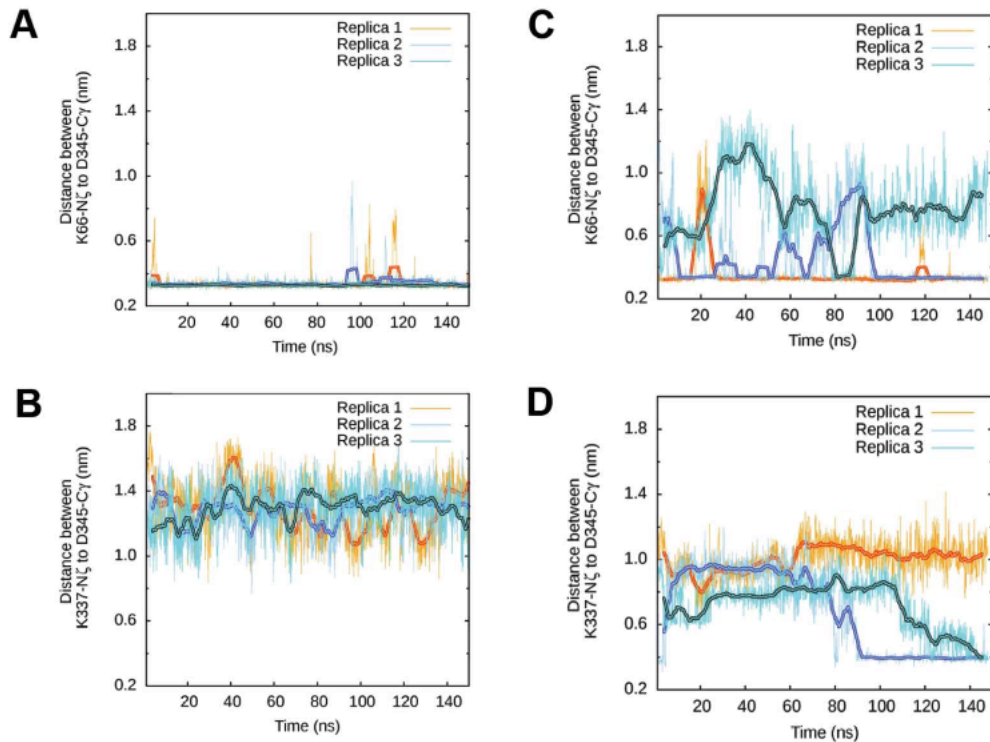 A
Distance between
K66-Nζ to D345-Cγ (nm)
1.8
1.4
1.0
0.6
0.2
Replica 1
Replica 2
Replica 3
20 40 60 80 100 120 140
Time (ns)
C
Distance between
K66-Nζ to D345-Cγ (nm)
1.8
1.4
1.0
0.6
0.2
Replica 1
Replica 2
Replica 3
20 40 60 80 100 120 140
Time (ns)
B
Distance between
K337-Nζ to D345-Cγ (nm)
1.8
1.4
1.0
0.6
0.2
Replica 1
Replica 2
Replica 3
20 40 60 80 100 120 140
Time (ns)
D
Distance between
K337-Nζ to D345-Cγ (nm)
1.8
1.4
1.0
0.6
0.2
Replica 1
Replica 2
Replica 3
20 40 60 80 100 120 140
Time (ns)